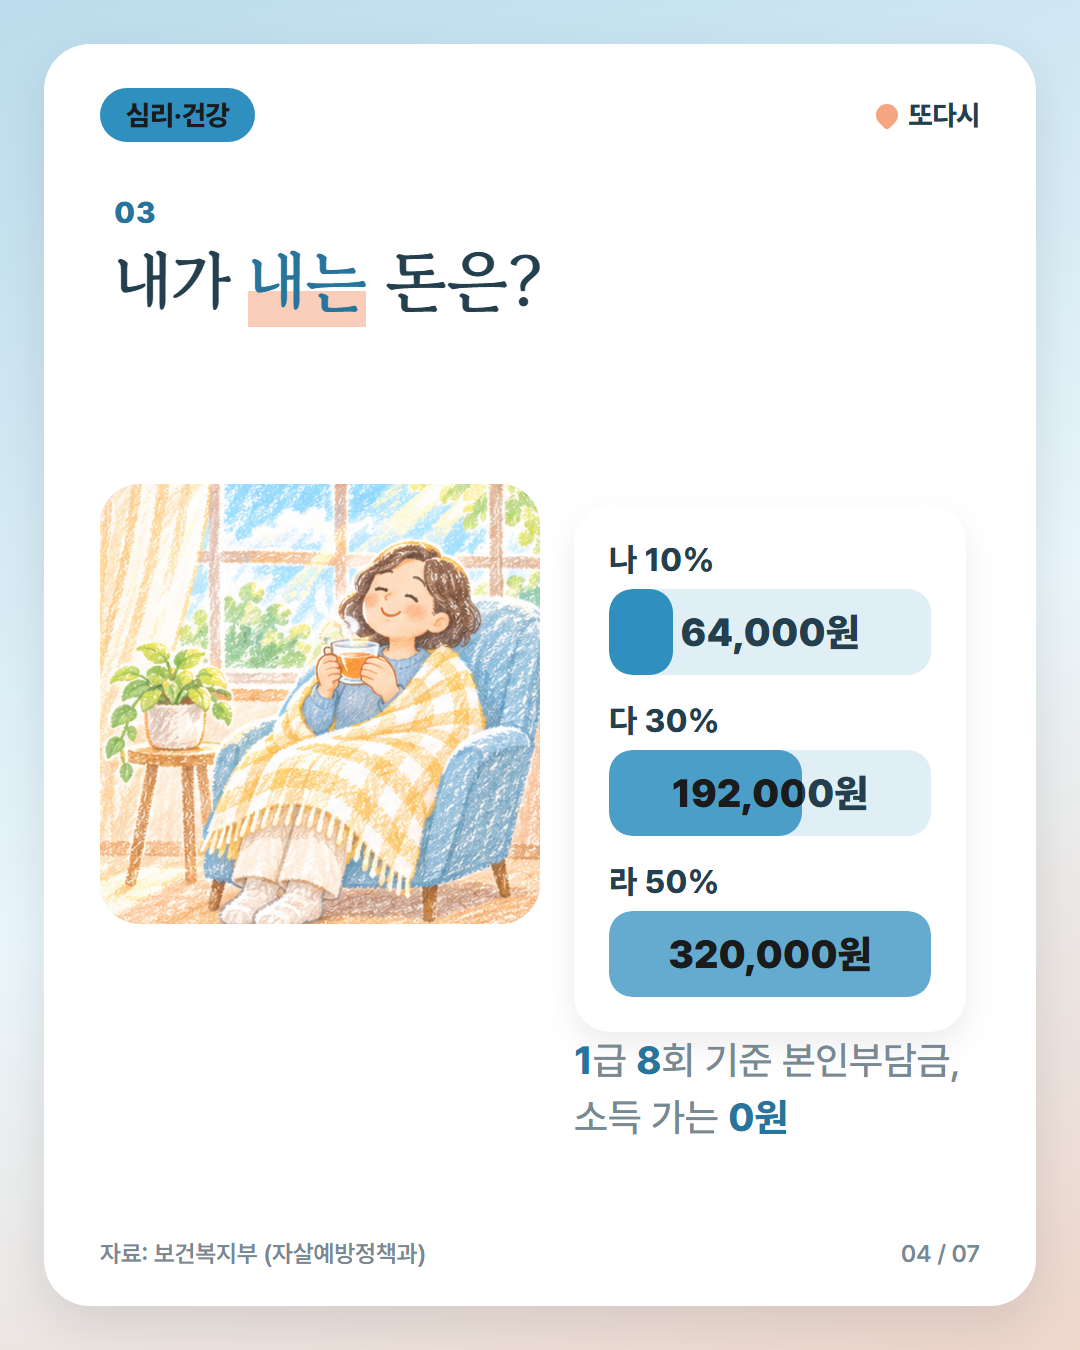 심리·건강
또다시
03
내가 내는 돈은?
나 10%
64,000원
다 30%
192,000원
라 50%
320,000원
1급 8회 기준 본인부담금,
소득 가는 0원
자료: 보건복지부 (자살예방정책과)
04 / 07